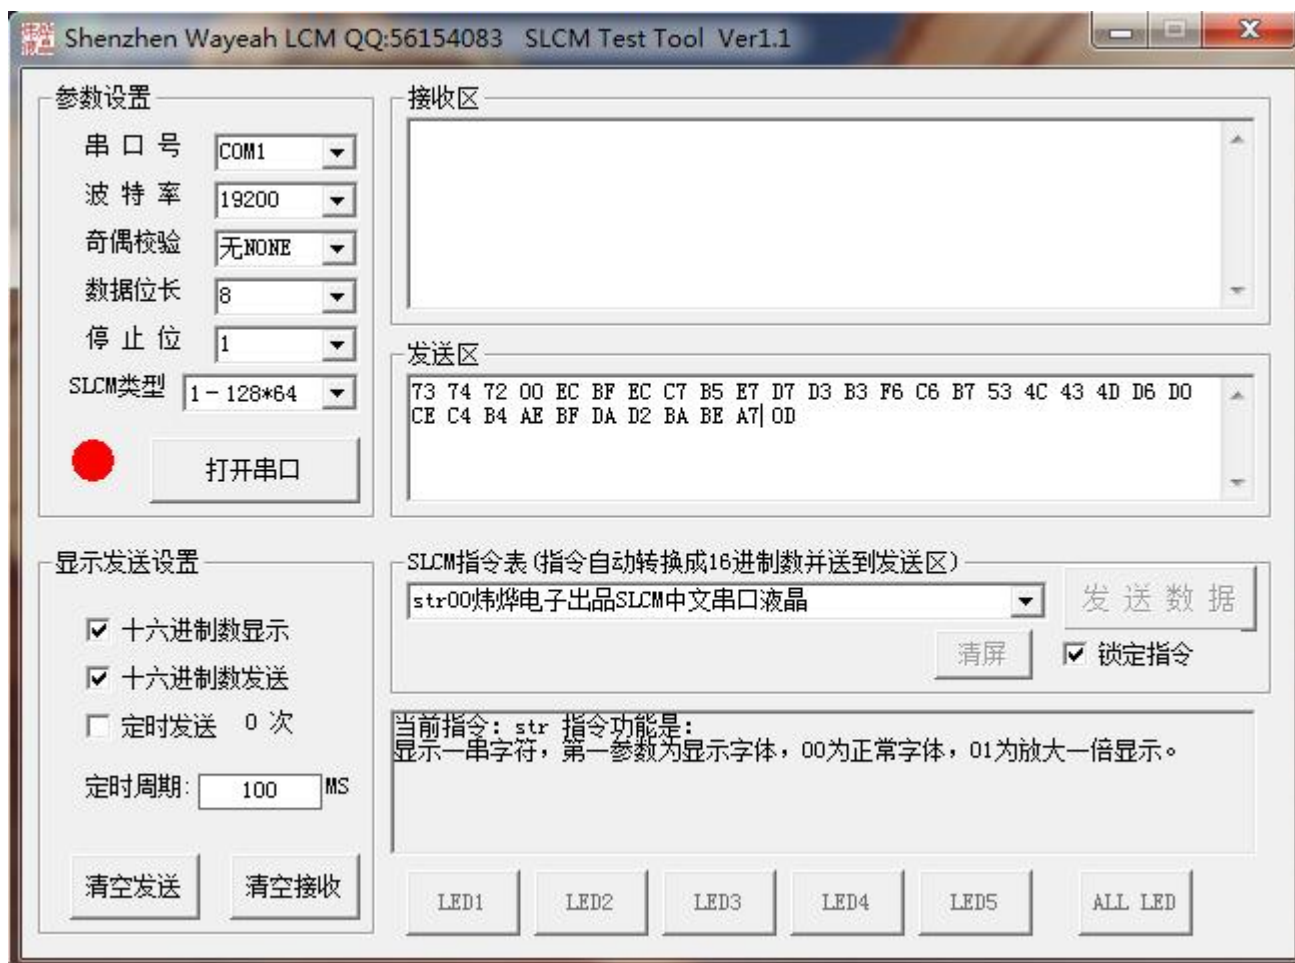 Shenzhen Wayeah LCM QQ:56154083 SLCM Test Tool Ver1.1
参数设置
串 口 号 COM1
波 特 率 19200
奇偶校验 无NONE
数据位长 8
停 止 位 1
SLCM类型 1－128*64
打开串口
接收区
发送区
73 74 72 00 EC BF EC C7 B5 E7 D7 D3 B3 F6 C6 B7 53 4C 43 4D D6 D0
CE C4 B4 AE BF DA D2 BA BE A7 0D
显示发送设置
十六进制数显示
十六进制数发送
定时发送 0 次
定时周期: 100 MS
清空发送 清空接收
SLCM指令表(指令自动转换成16进制数并送到发送区)
str00炜烨电子出品SLCM中文串口液晶
发 送 数 据
清屏 锁定指令
当前指令: str 指令功能是:
显示一串字符，第一参数为显示字体，00为正常字体，01为放大一倍显示。
LED1 LED2 LED3 LED4 LED5 ALL LED